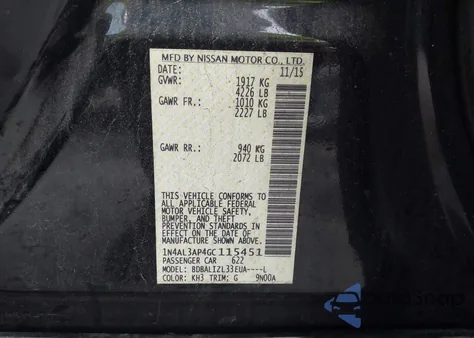 MFD BY NISSAN MOTOR CO., LTD.
DATE: 11/15
GVWR: 1917 KG
4226 LB
GAWR FR.: 1010 KG
2227 LB
GAWR RR.: 940 KG
2072 LB
THIS VEHICLE CONFORMS TO
ALL APPLICABLE FEDERAL
MOTOR VEHICLE SAFETY,
BUMPER, AND THEFT
PREVENTION STANDARDS IN
EFFECT ON THE DATE OF
MANUFACTURE SHOWN ABOVE.
1N4AL3AP4GC115451
PASSENGER CAR 622
MODEL: BDBALIZL33EUA----L
COLOR: KH3 TRIM: G 9N00A